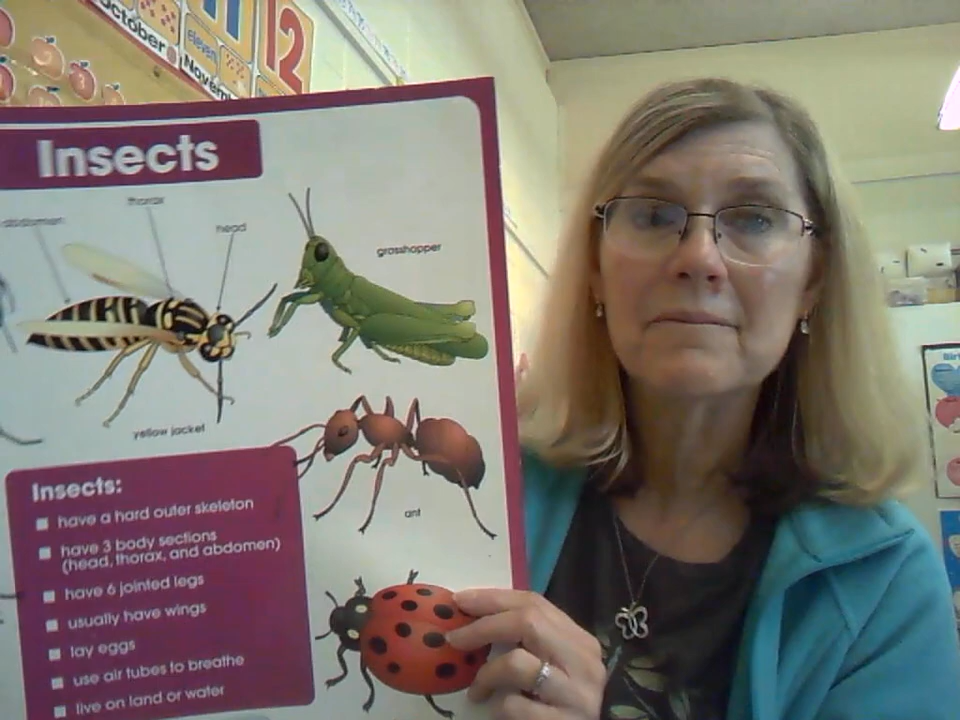 October
Eleven
November
12
Insects
thorax
abdomen
head
grasshopper
yellow jacket
ant
Insects:
have a hard outer skeleton
have 3 body sections
(head, thorax, and abdomen)
have 6 jointed legs
usually have wings
lay eggs
use air tubes to breathe
live on land or water